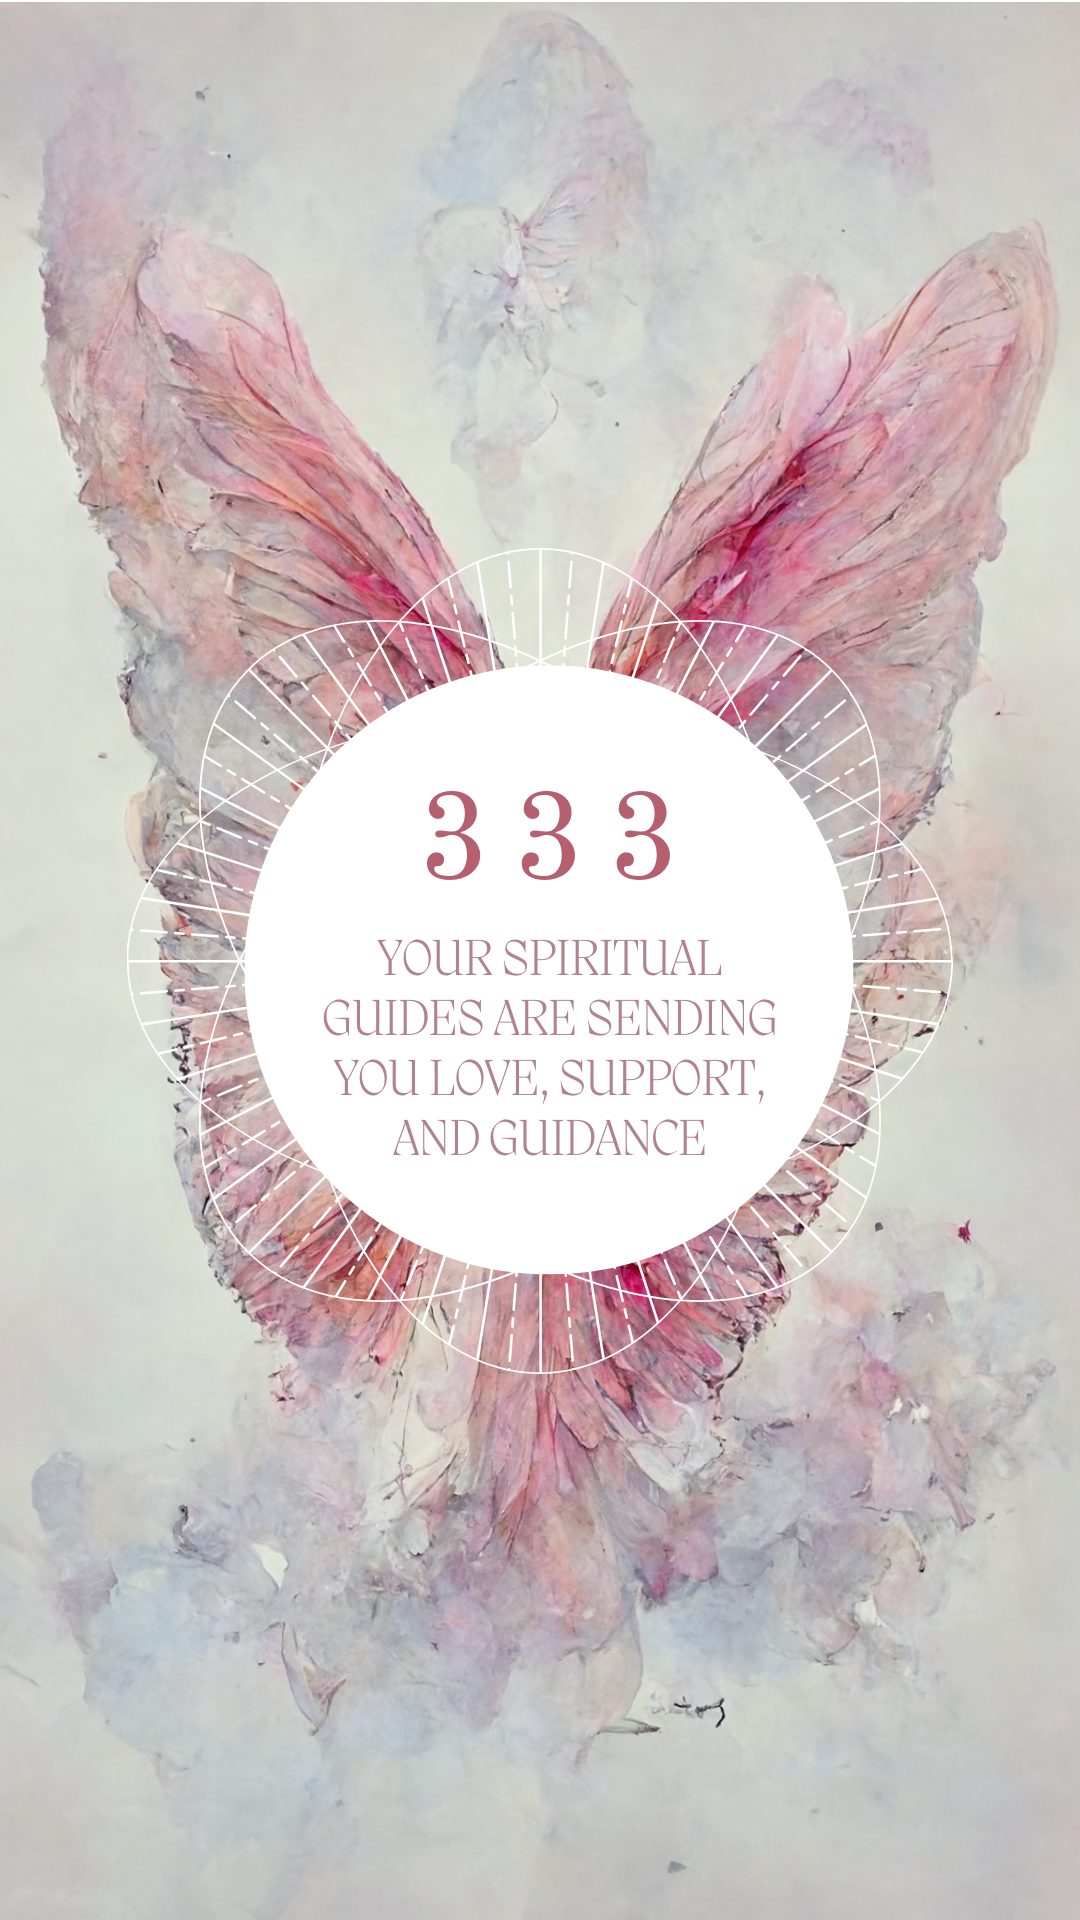 3 3 3
YOUR SPIRITUAL
GUIDES ARE SENDING
YOU LOVE, SUPPORT,
AND GUIDANCE